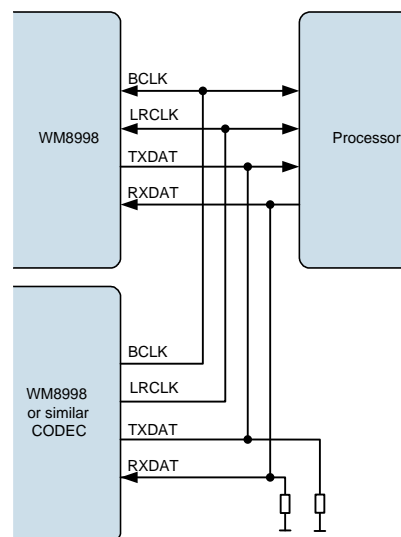 BCLK
LRCLK
WM8998
Processor
TXDAT
RXDAT
BCLK
WM8998
or similar
CODEC
LRCLK
TXDAT
RXDAT